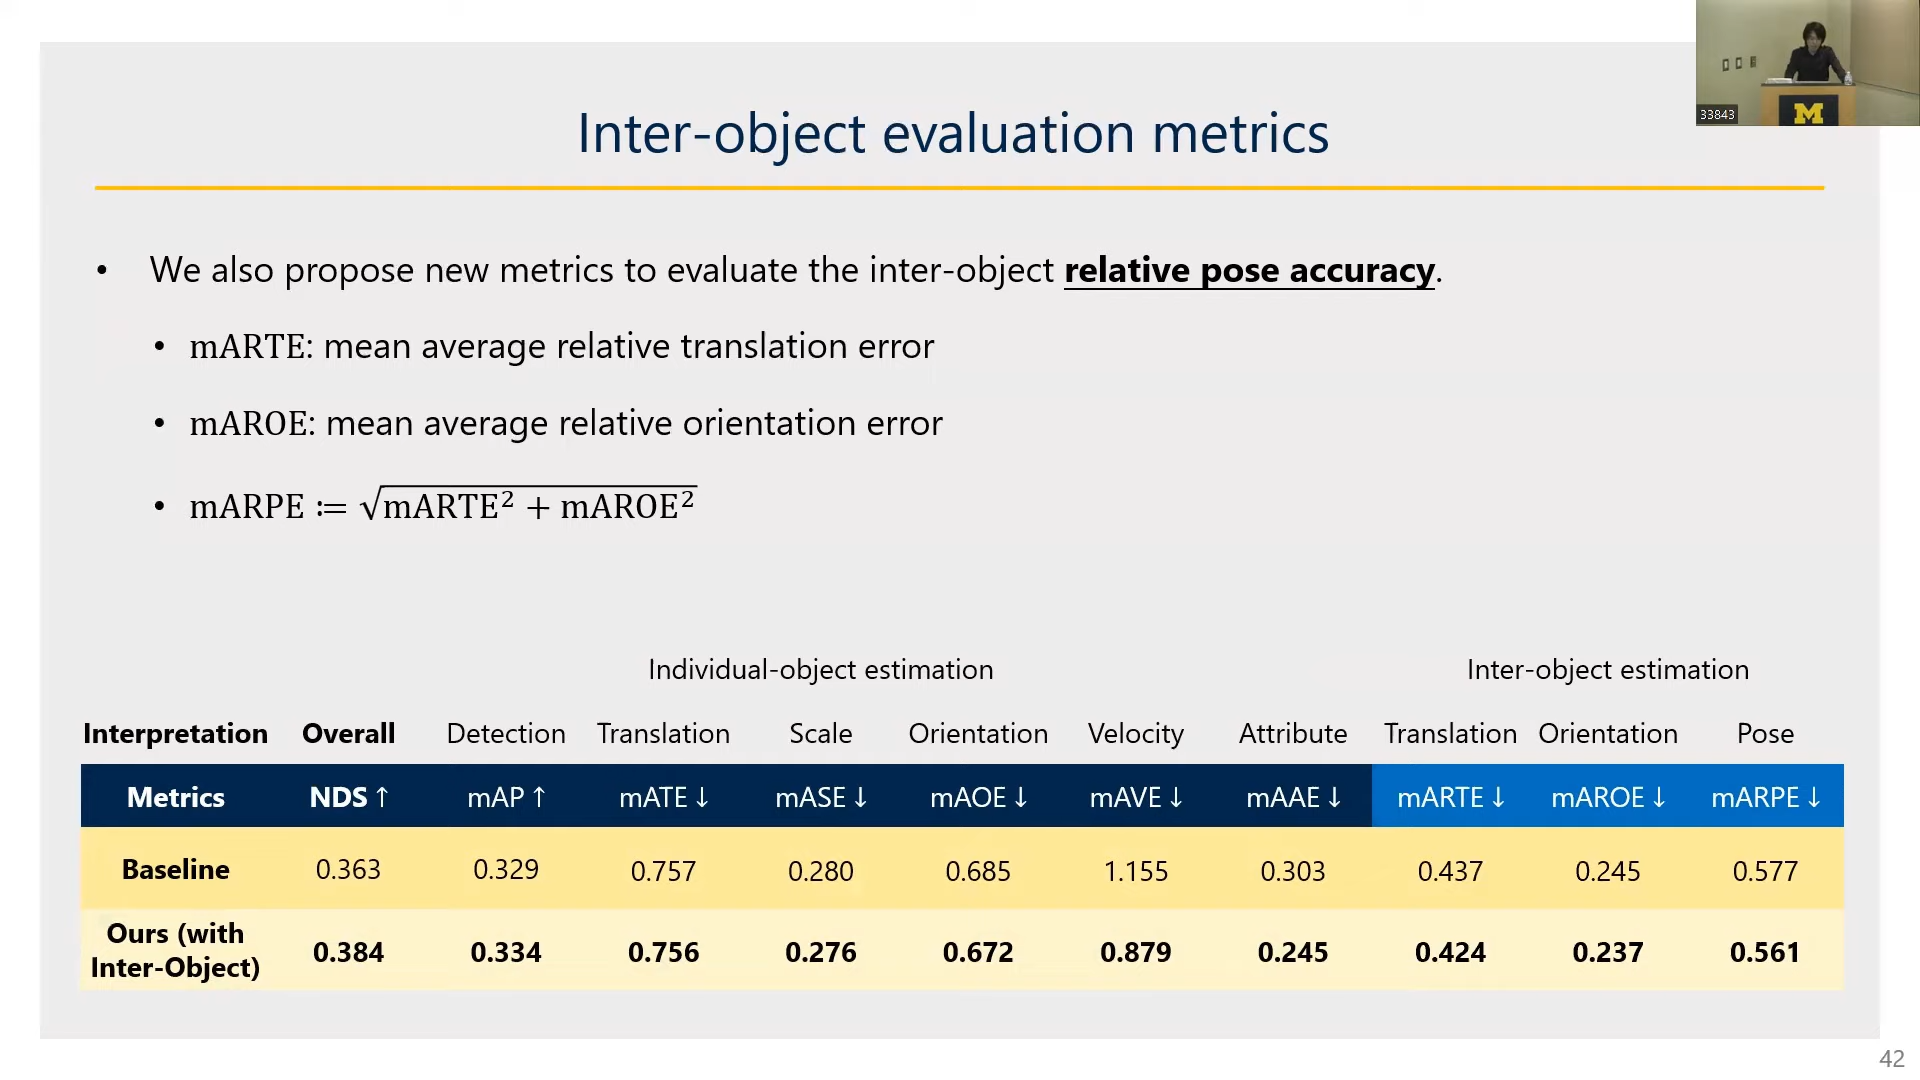 33843
M
Inter-object evaluation metrics
• We also propose new metrics to evaluate the inter-object relative pose accuracy.
• mARTE: mean average relative translation error
• mAROE: mean average relative orientation error
• mARPE ≔ √(mARTE² + mAROE²)
Individual-object estimation Inter-object estimation
Interpretation Overall Detection Translation Scale Orientation Velocity Attribute Translation Orientation Pose
Metrics NDS↑ mAP↑ mATE↓ mASE↓ mAOE↓ mAVE↓ mAAE↓ mARTE↓ mAROE↓ mARPE↓
Baseline 0.363 0.329 0.757 0.280 0.685 1.155 0.303 0.437 0.245 0.577
Ours (with
Inter-Object) 0.384 0.334 0.756 0.276 0.672 0.879 0.245 0.424 0.237 0.561
42